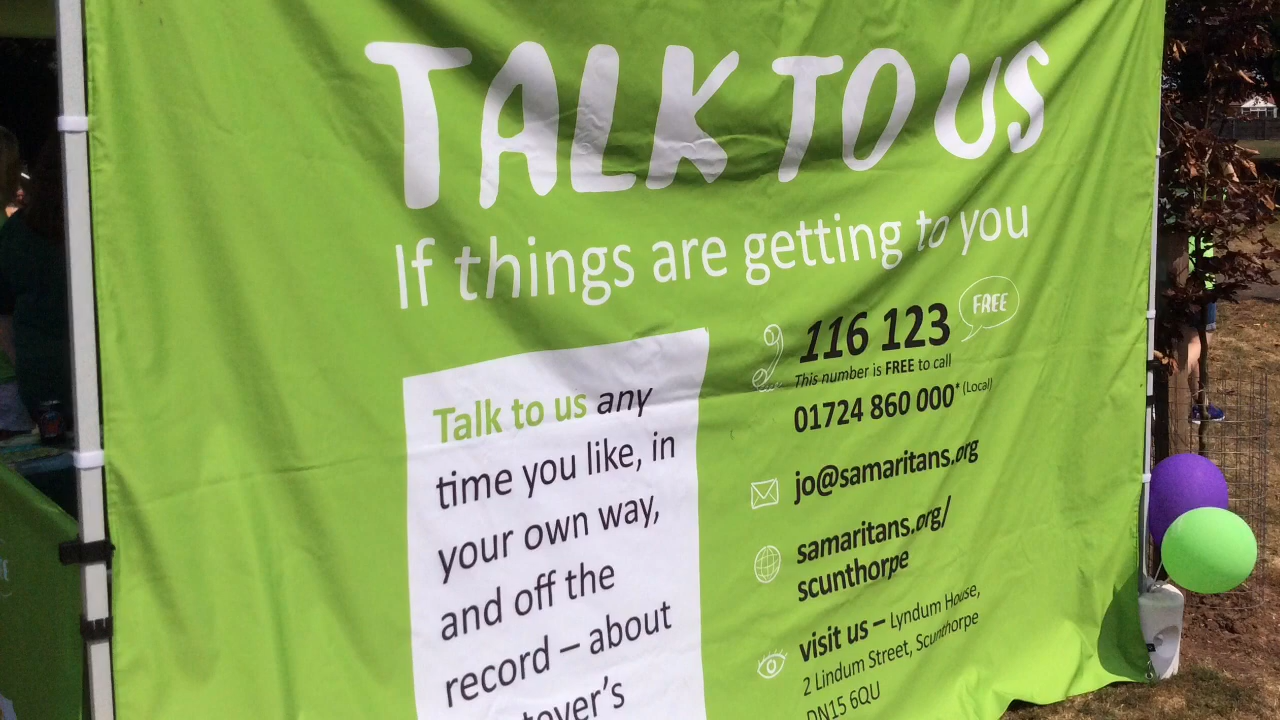 TALK TO US
If things are getting to you
Talk to us any
time you like, in
your own way,
and off the
record – about
116 123
FREE
This number is FREE to call
01724 860 000* (Local)
jo@samaritans.org
samaritans.org/
scunthorpe
visit us – Lyndum House,
2 Lindum Street, Scunthorpe
DN15 6QU